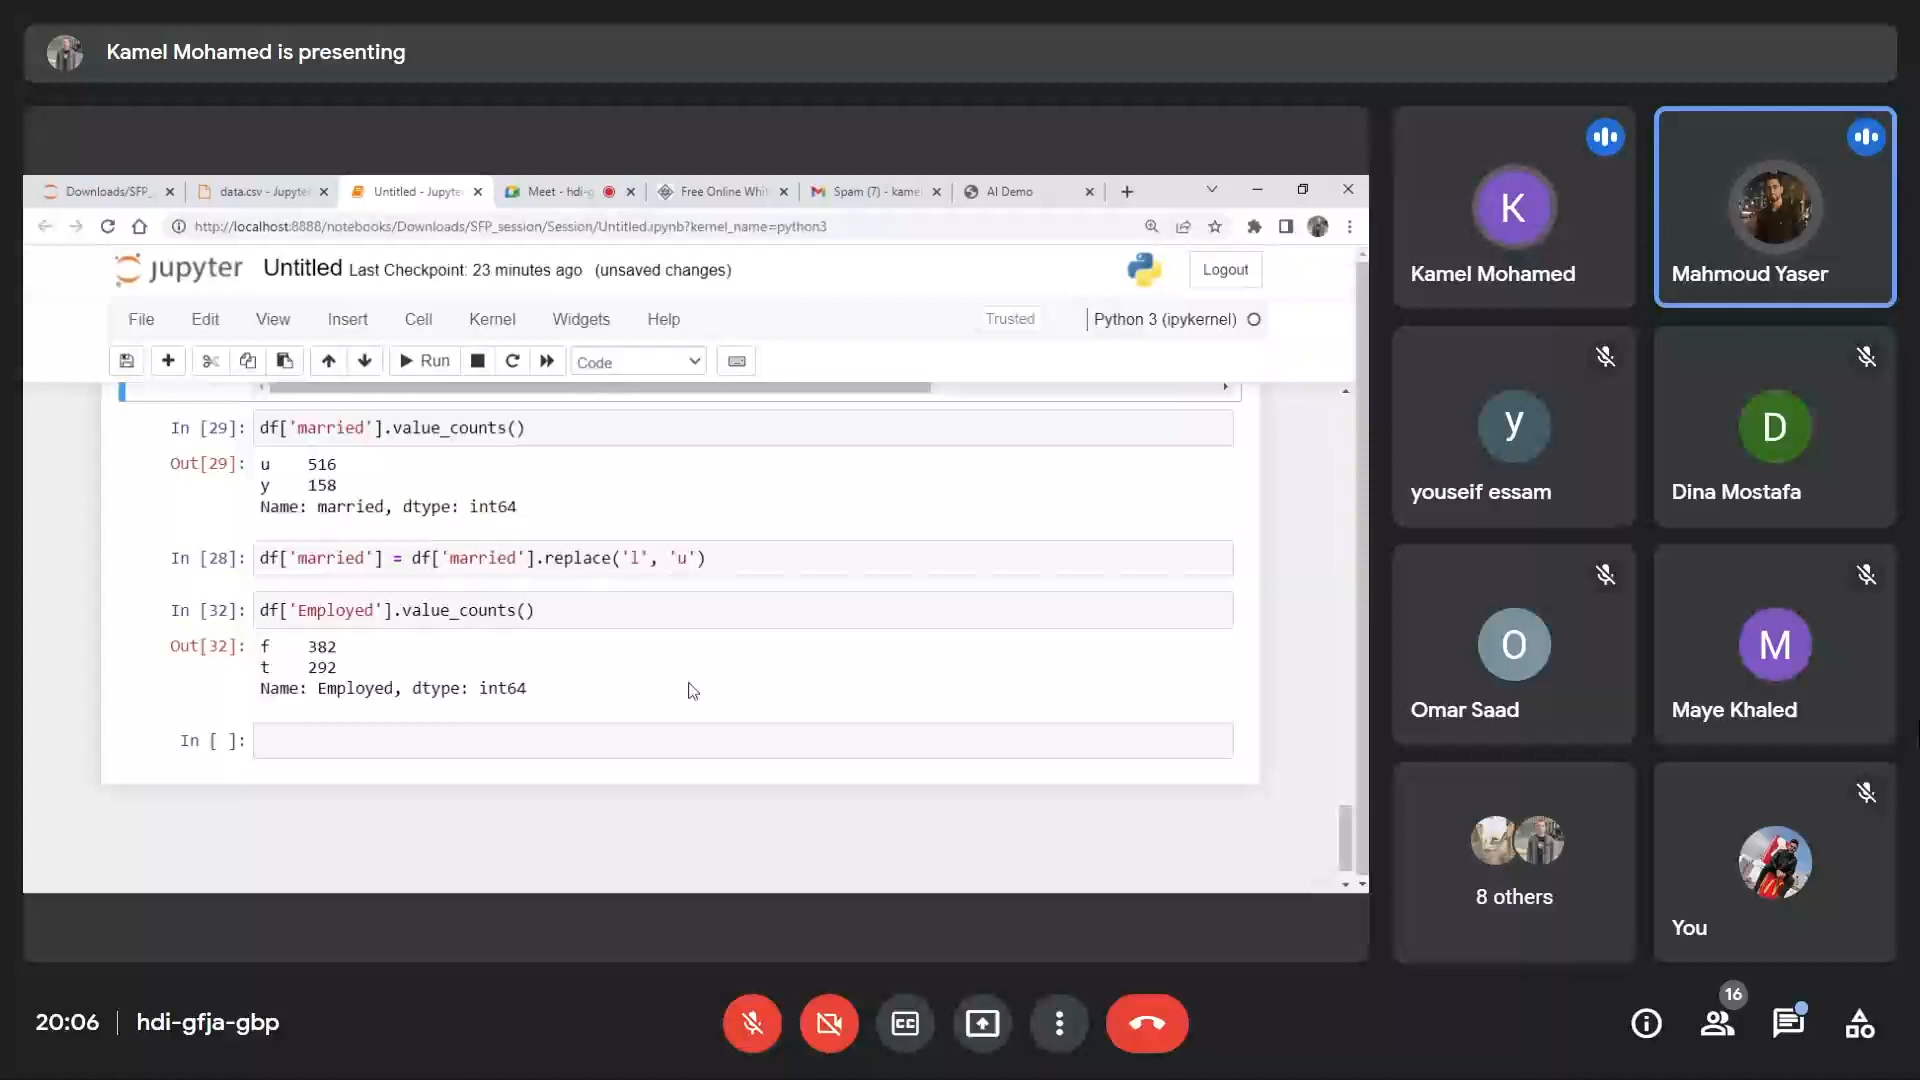 Kamel Mohamed is presenting
Downloads/SFP_
data.csv - Jupyter
Untitled - Jupyter
Meet - hdi-g
Free Online Whit
Spam (7) - kame
AI Demo
http://localhost:8888/notebooks/Downloads/SFP_session/Session/Untitled.ipynb?kernel_name=python3
jupyter Untitled Last Checkpoint: 23 minutes ago (unsaved changes)
Logout
File Edit View Insert Cell Kernel Widgets Help
Trusted
Python 3 (ipykernel)
Run
Code
In [29]: df['married'].value_counts()
Out[29]: u 516
y 158
Name: married, dtype: int64
In [28]: df['married'] = df['married'].replace('l', 'u')
In [32]: df['Employed'].value_counts()
Out[32]: f 382
t 292
Name: Employed, dtype: int64
In [ ]:
K
Kamel Mohamed
Mahmoud Yaser
y
youseif essam
D
Dina Mostafa
O
Omar Saad
M
Maye Khaled
8 others
You
20:06
hdi-gfja-gbp
CC
16